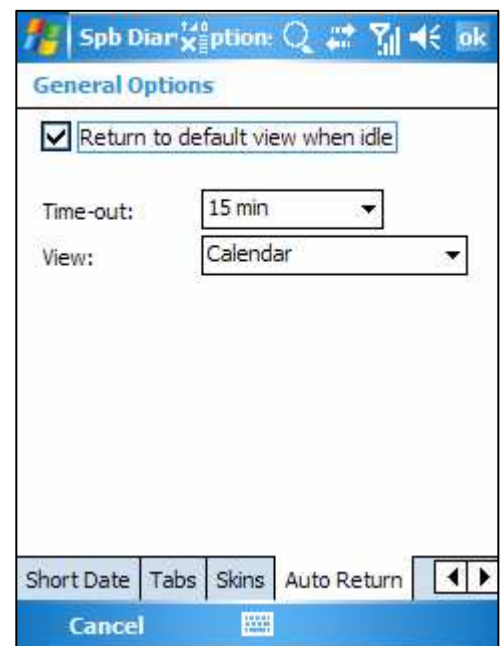 Spb Diar ption: ok
General Options
Return to default view when idle
Time-out: 15 min
View: Calendar
Short Date Tabs Skins Auto Return
Cancel